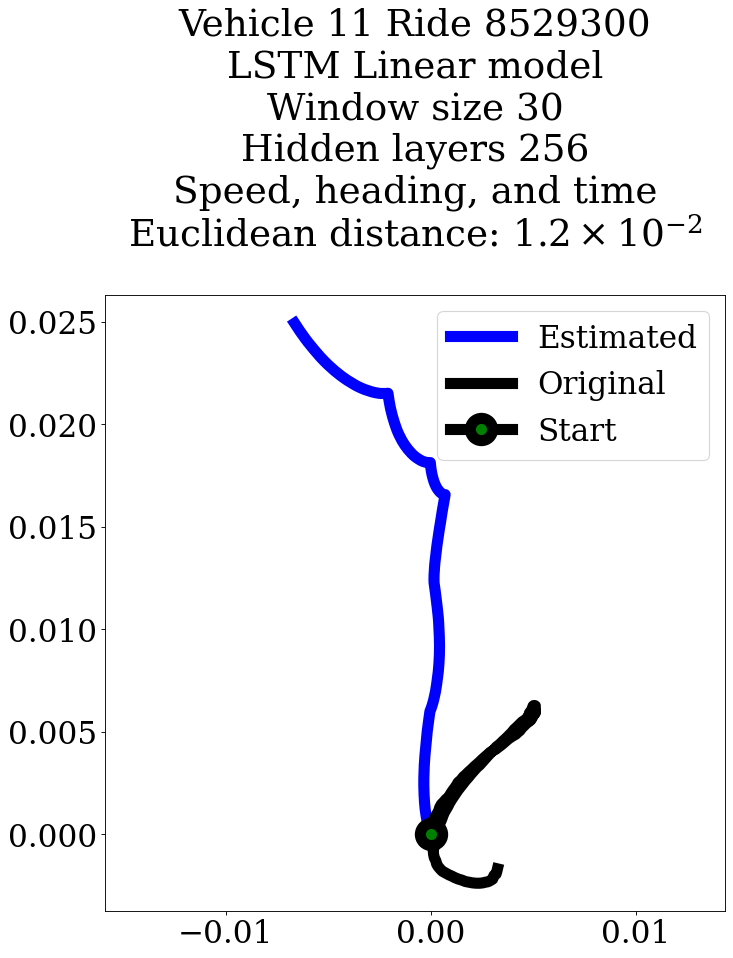 Vehicle 11 Ride 8529300
LSTM Linear model
Window size 30
Hidden layers 256
Speed, heading, and time
Euclidean distance: 1.2 × 10⁻²
Estimated
Original
Start
0.025
0.020
0.015
0.010
0.005
0.000
−0.01
0.00
0.01